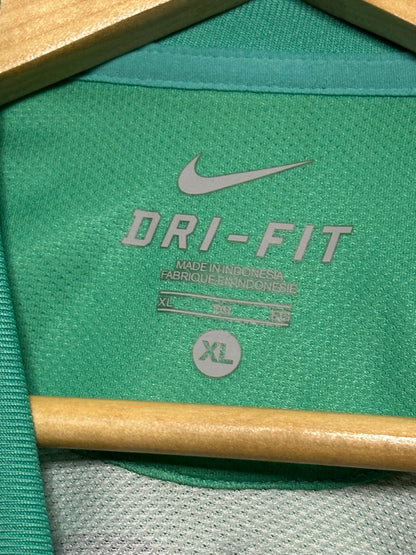 DRI-FIT
MADE IN INDONESIA
FABRIQUE EN INDONESIE
XL
XL